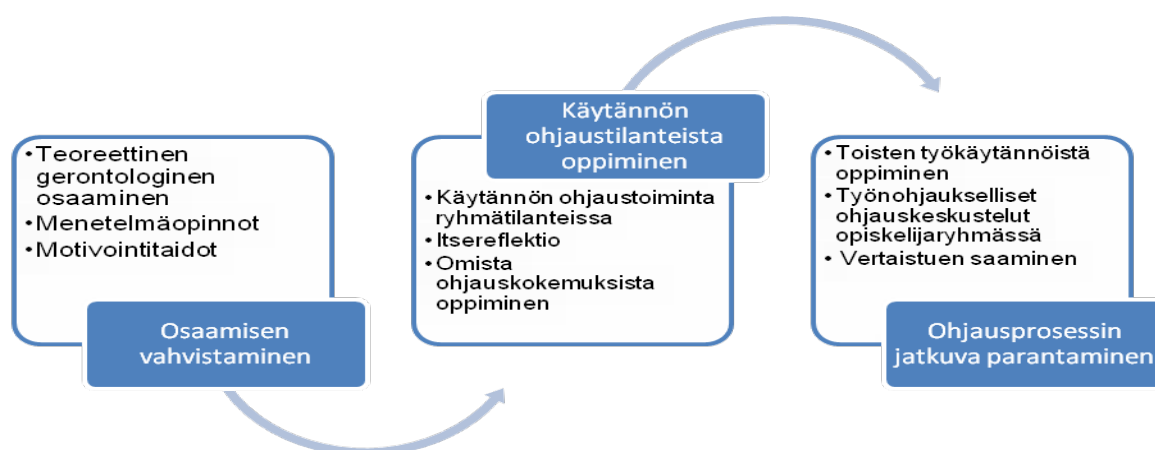 • Teoreettinen
gerontologinen
osaaminen
• Menetelmäopinnot
• Motivointitaidot
Osaamisen
vahvistaminen
Käytännön
ohjaustilanteista
oppiminen
• Käytännön ohjaustoiminta
ryhmätilanteissa
• Itsereflektio
• Omista
ohjauskokemuksista
oppiminen
• Toisten työkäytännöistä
oppiminen
• Työnohjaukselliset
ohjauskeskustelut
opiskelijaryhmässä
• Vertaistuen saaminen
Ohjausprosessin
jatkuva parantaminen